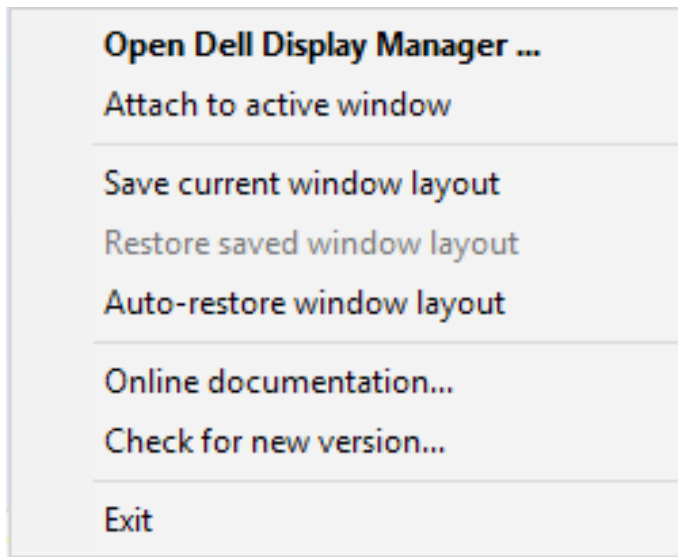 Open Dell Display Manager ...
Attach to active window
Save current window layout
Restore saved window layout
Auto-restore window layout
Online documentation...
Check for new version...
Exit